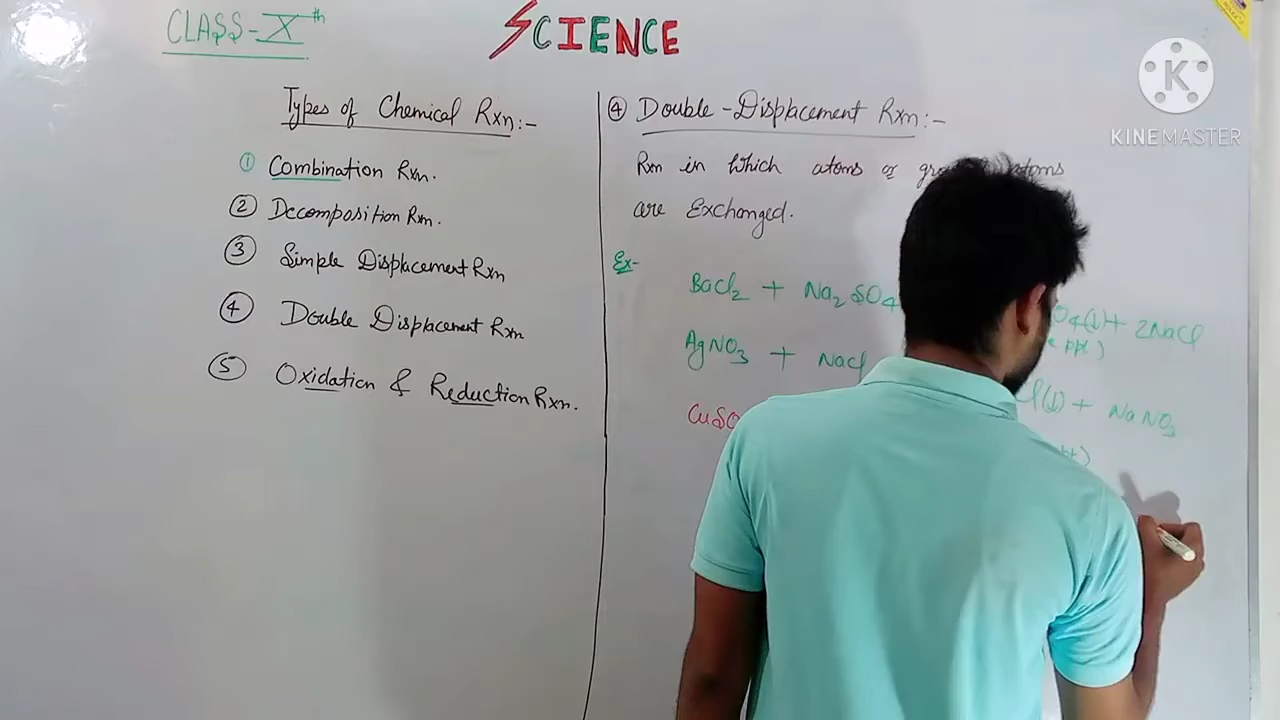 CLASS-Xth
SCIENCE
KINEMASTER
Types of Chemical Rxn:-
① Combination Rxn.
② Decomposition Rxn.
③ Simple Displacement Rxn
④ Double Displacement Rxn
⑤ Oxidation & Reduction Rxn.
④ Double-Displacement Rxn:-
Rxn in which atoms or atoms
are Exchanged.
Ex-
BaCl2 + Na2SO4 O4(↓)+ 2NaCl
ppt)
AgNO3 + NaCl l(↓) + NaNO3
CuSO